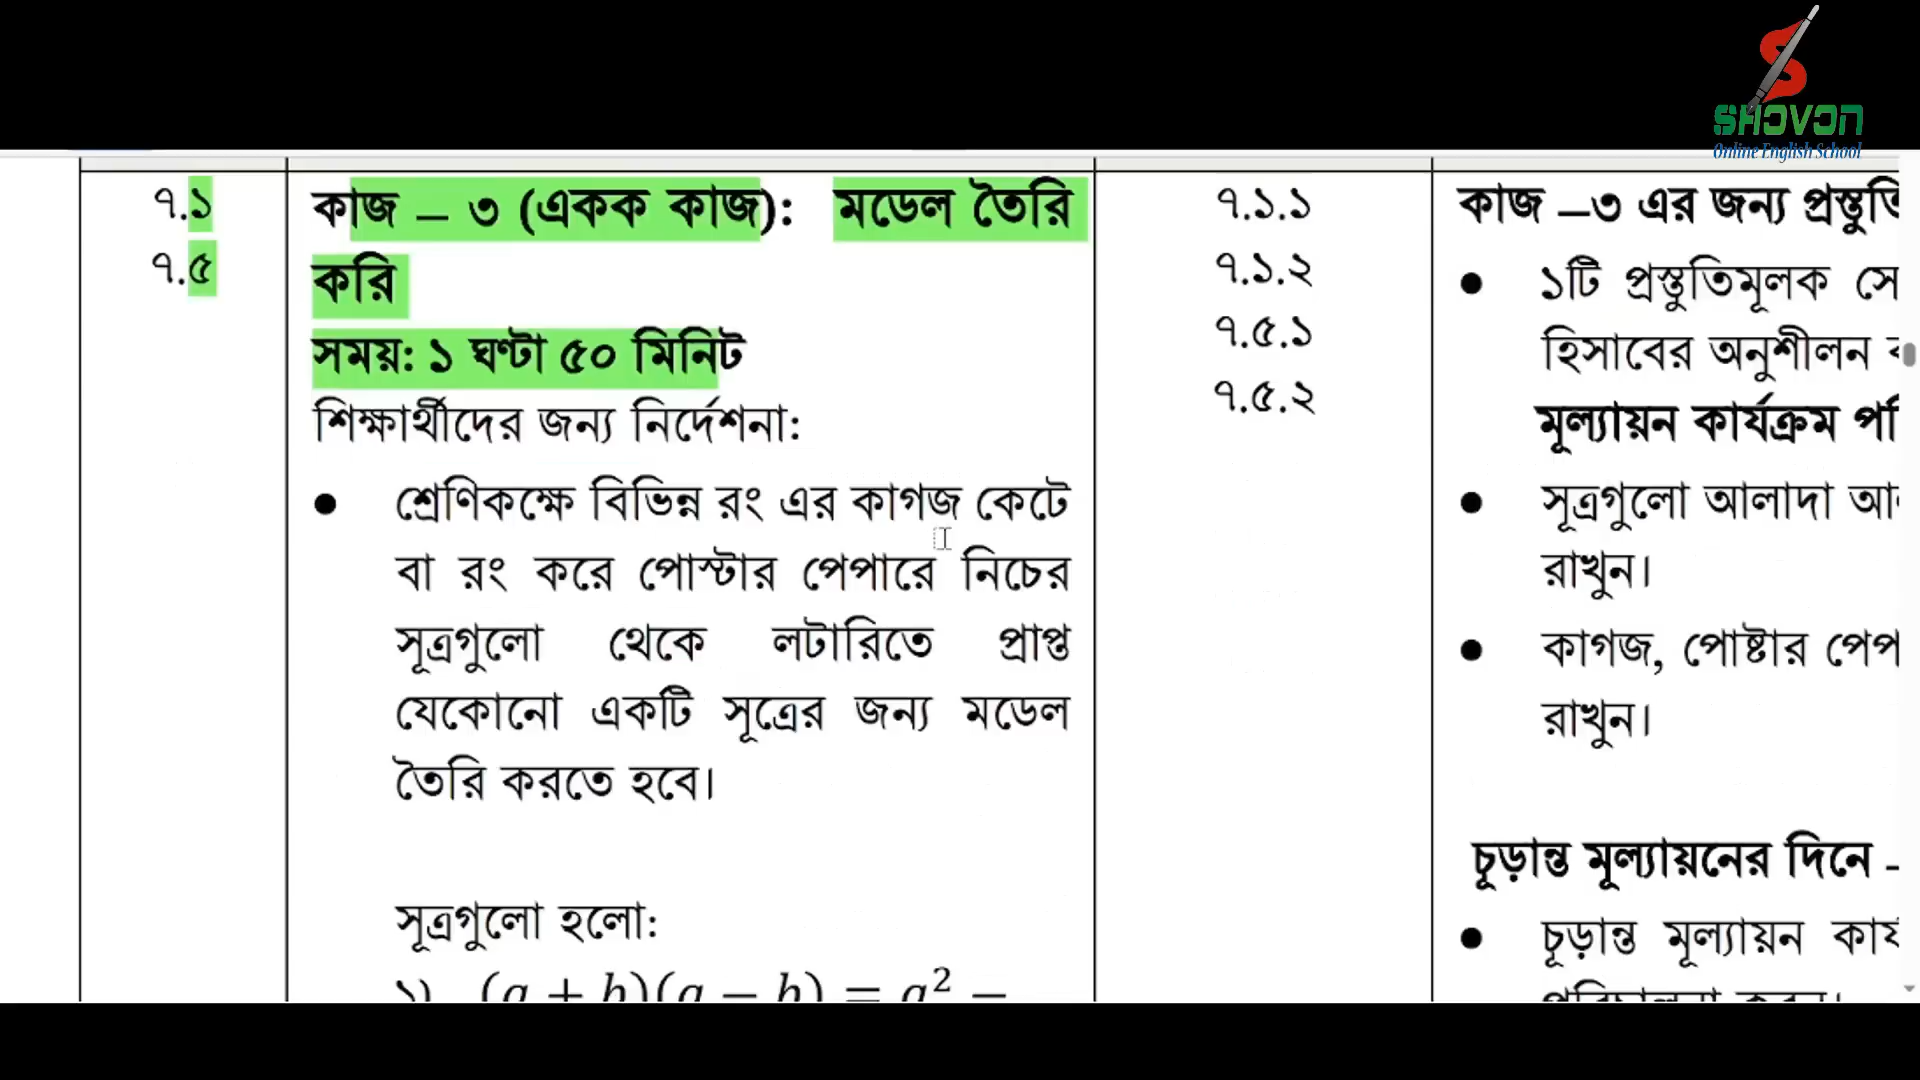 SHOVON
Online English School
৭.১
৭.৫
কাজ – ৩ (একক কাজ): মডেল তৈরি
করি
সময়: ১ ঘণ্টা ৫০ মিনিট
শিক্ষার্থীদের জন্য নির্দেশনা:
● শ্রেণিকক্ষে বিভিন্ন রং এর কাগজ কেটে
বা রং করে পোস্টার পেপারে নিচের
সূত্রগুলো থেকে লটারিতে প্রাপ্ত
যেকোনো একটি সূত্রের জন্য মডেল
তৈরি করতে হবে।
সূত্রগুলো হলো:
১) (a + b)(a − b) = a² −
৭.১.১
৭.১.২
৭.৫.১
৭.৫.২
কাজ –৩ এর জন্য
● ১টি প্রস্তুতিমূলক
হিসাবের অনুশীলন
মূল্যায়ন কার্যক্রম
● সূত্রগুলো আলাদা
রাখুন।
● কাগজ, পোষ্টার
রাখুন।
চূড়ান্ত মূল্যায়নের দিনে -
● চূড়ান্ত মূল্যায়ন